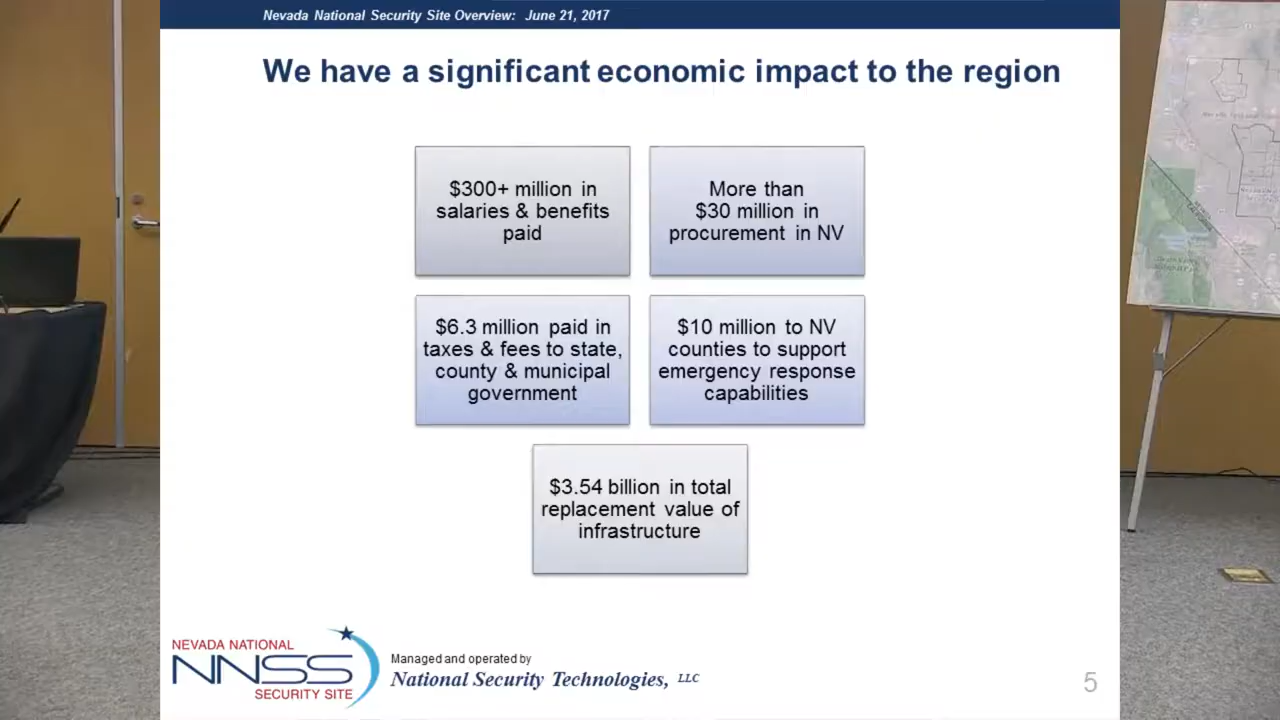 Nevada National Security Site Overview: June 21, 2017
We have a significant economic impact to the region
$300+ million in
salaries & benefits
paid
More than
$30 million in
procurement in NV
$6.3 million paid in
taxes & fees to state,
county & municipal
government
$10 million to NV
counties to support
emergency response
capabilities
$3.54 billion in total
replacement value of
infrastructure
NEVADA NATIONAL
NNSS
SECURITY SITE
Managed and operated by
National Security Technologies, LLC
5